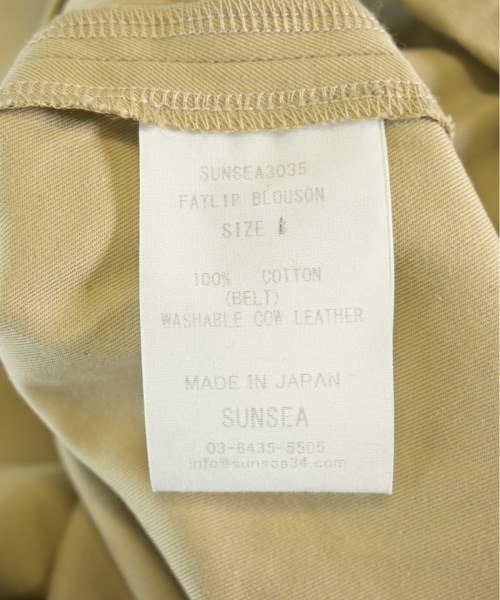 SUNSEA3035
FATLIP BLOUSON
SIZE
100% COTTON
(BELT)
WASHABLE COW LEATHER
MADE IN JAPAN
SUNSEA
03-6435-5505
info@sunsea34.com